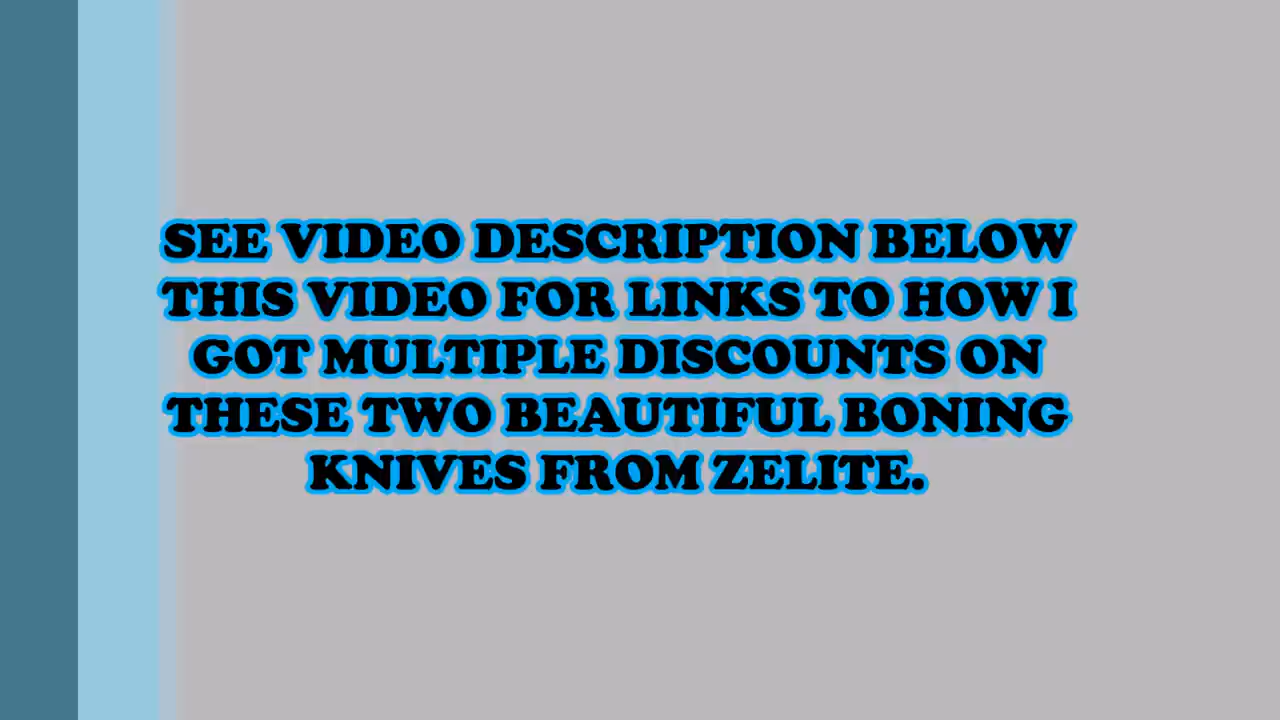 SEE VIDEO DESCRIPTION BELOW
THIS VIDEO FOR LINKS TO HOW I
GOT MULTIPLE DISCOUNTS ON
THESE TWO BEAUTIFUL BONING
KNIVES FROM ZELITE.